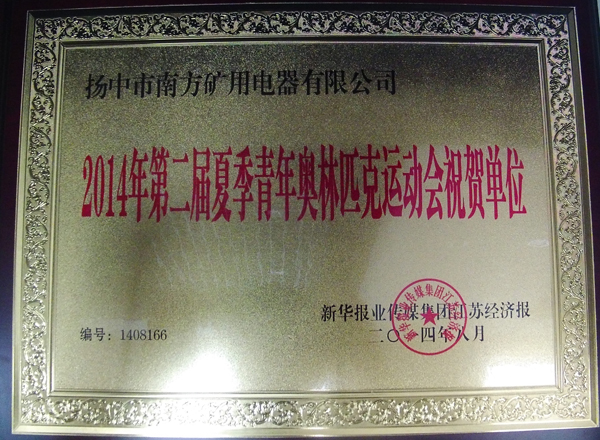 扬中市南方矿用电器有限公司
2014年第二届夏季青年奥林匹克运动会祝贺单位
新华报业传媒集团江苏经济报
编号：1408166
二〇一四年八月